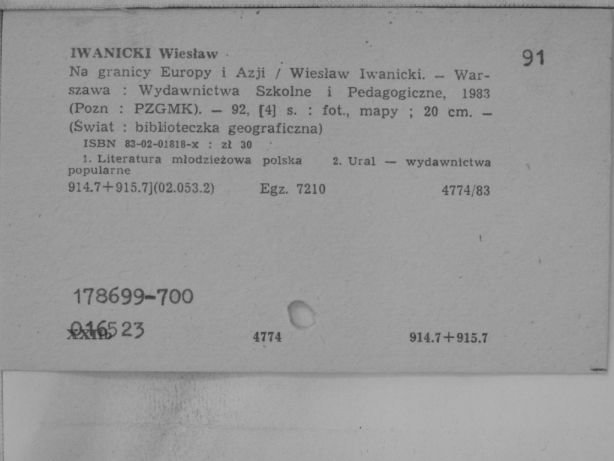 IWANICKI Wiesław
91
Na granicy Europy i Azji / Wiesław Iwanicki. — War-
szawa : Wydawnictwa Szkolne i Pedagogiczne, 1983
(Pozn : PZGMK). — 92, [4] s. : fot., mapy ; 20 cm. —
(Świat : biblioteczka geograficzna)
ISBN 83-02-01818-x : zł 30
1. Literatura młodzieżowa polska 2. Ural — wydawnictwa
popularne
914.7+915.7](02.053.2) Egz. 7210 4774/83
178699-700
016523
4774 914.7+915.7